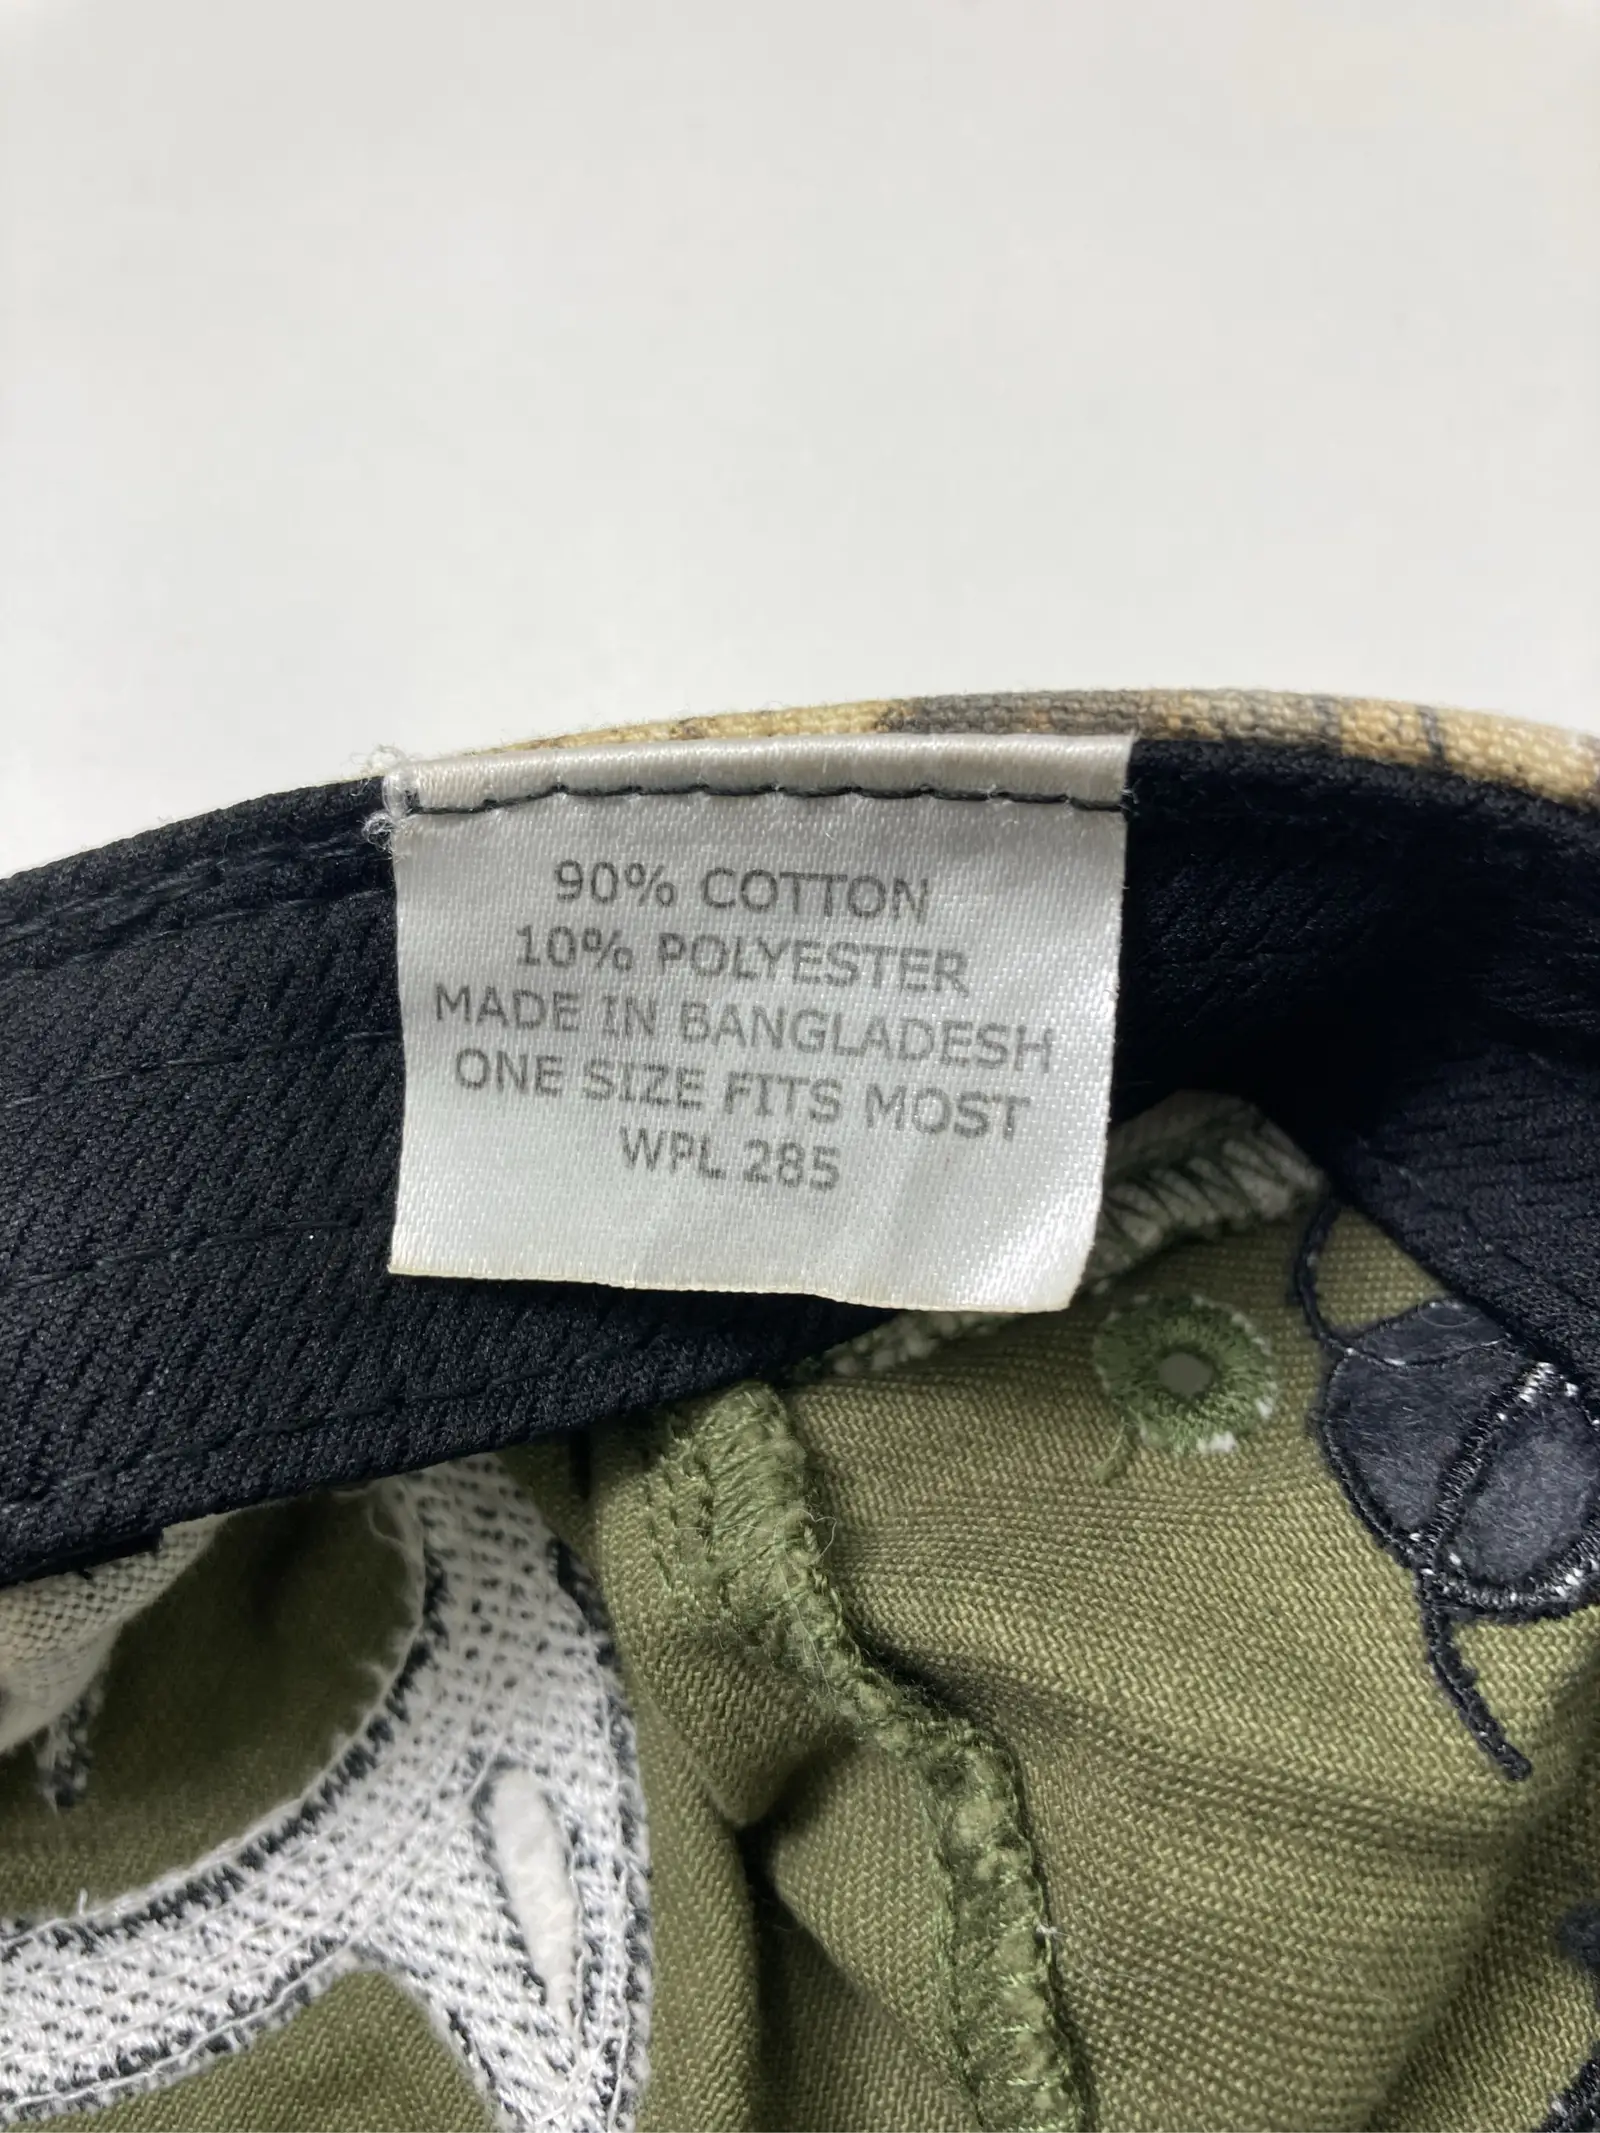 90% COTTON
10% POLYESTER
MADE IN BANGLADESH
ONE SIZE FITS MOST
WPL 285